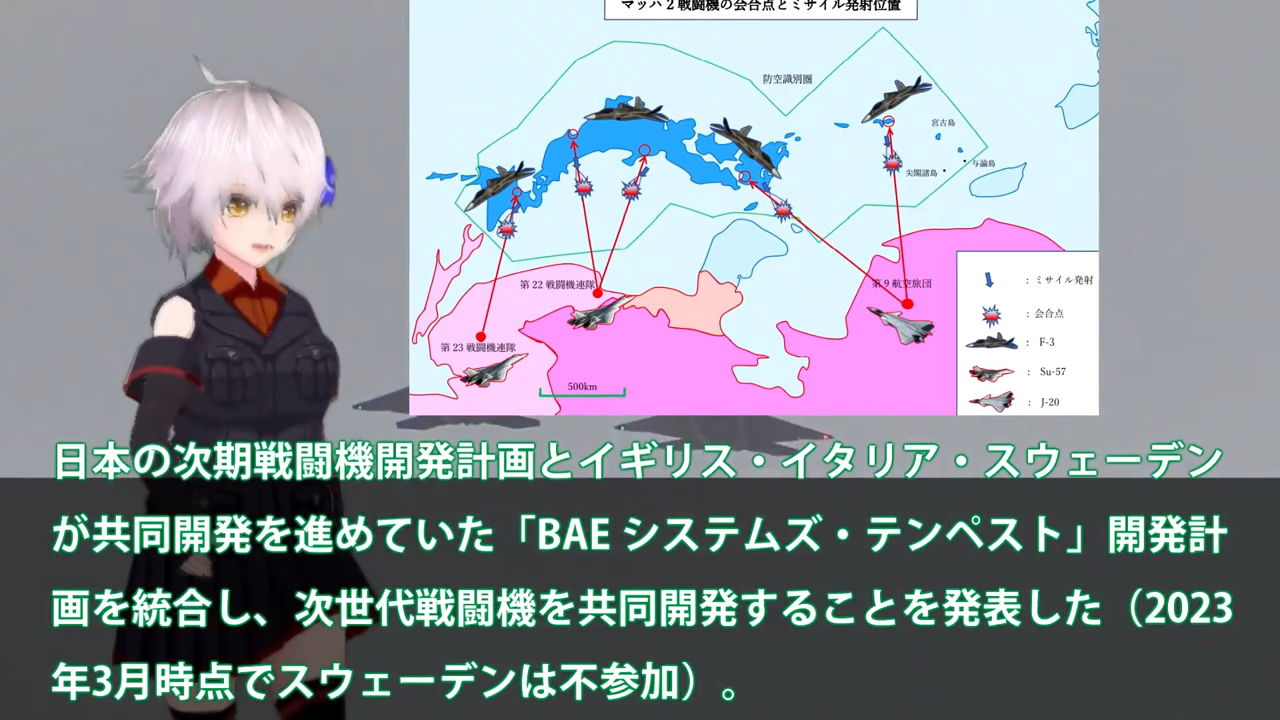 マッハ2戦闘機の会合点とミサイル発射位置
防空識別圏
宮古島
与論島
尖閣諸島
第22戦闘機連隊
第9航空旅団
第23戦闘機連隊
500km
：ミサイル発射
：会合点
： F-3
： Su-57
： J-20
日本の次期戦闘機開発計画とイギリス・イタリア・スウェーデン
が共同開発を進めていた「BAE システムズ・テンペスト」開発計
画を統合し、次世代戦闘機を共同開発することを発表した（2023
年3月時点でスウェーデンは不参加）。